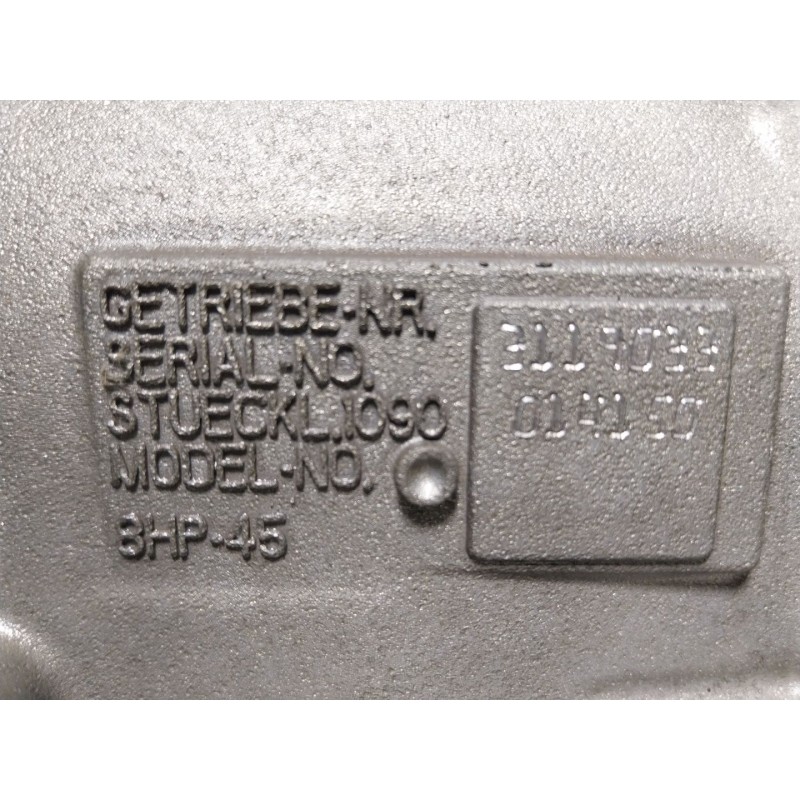 GETRIEBE-NR.
SERIAL-NO.
STUECKL.1090
MODEL-NO.
8HP-45